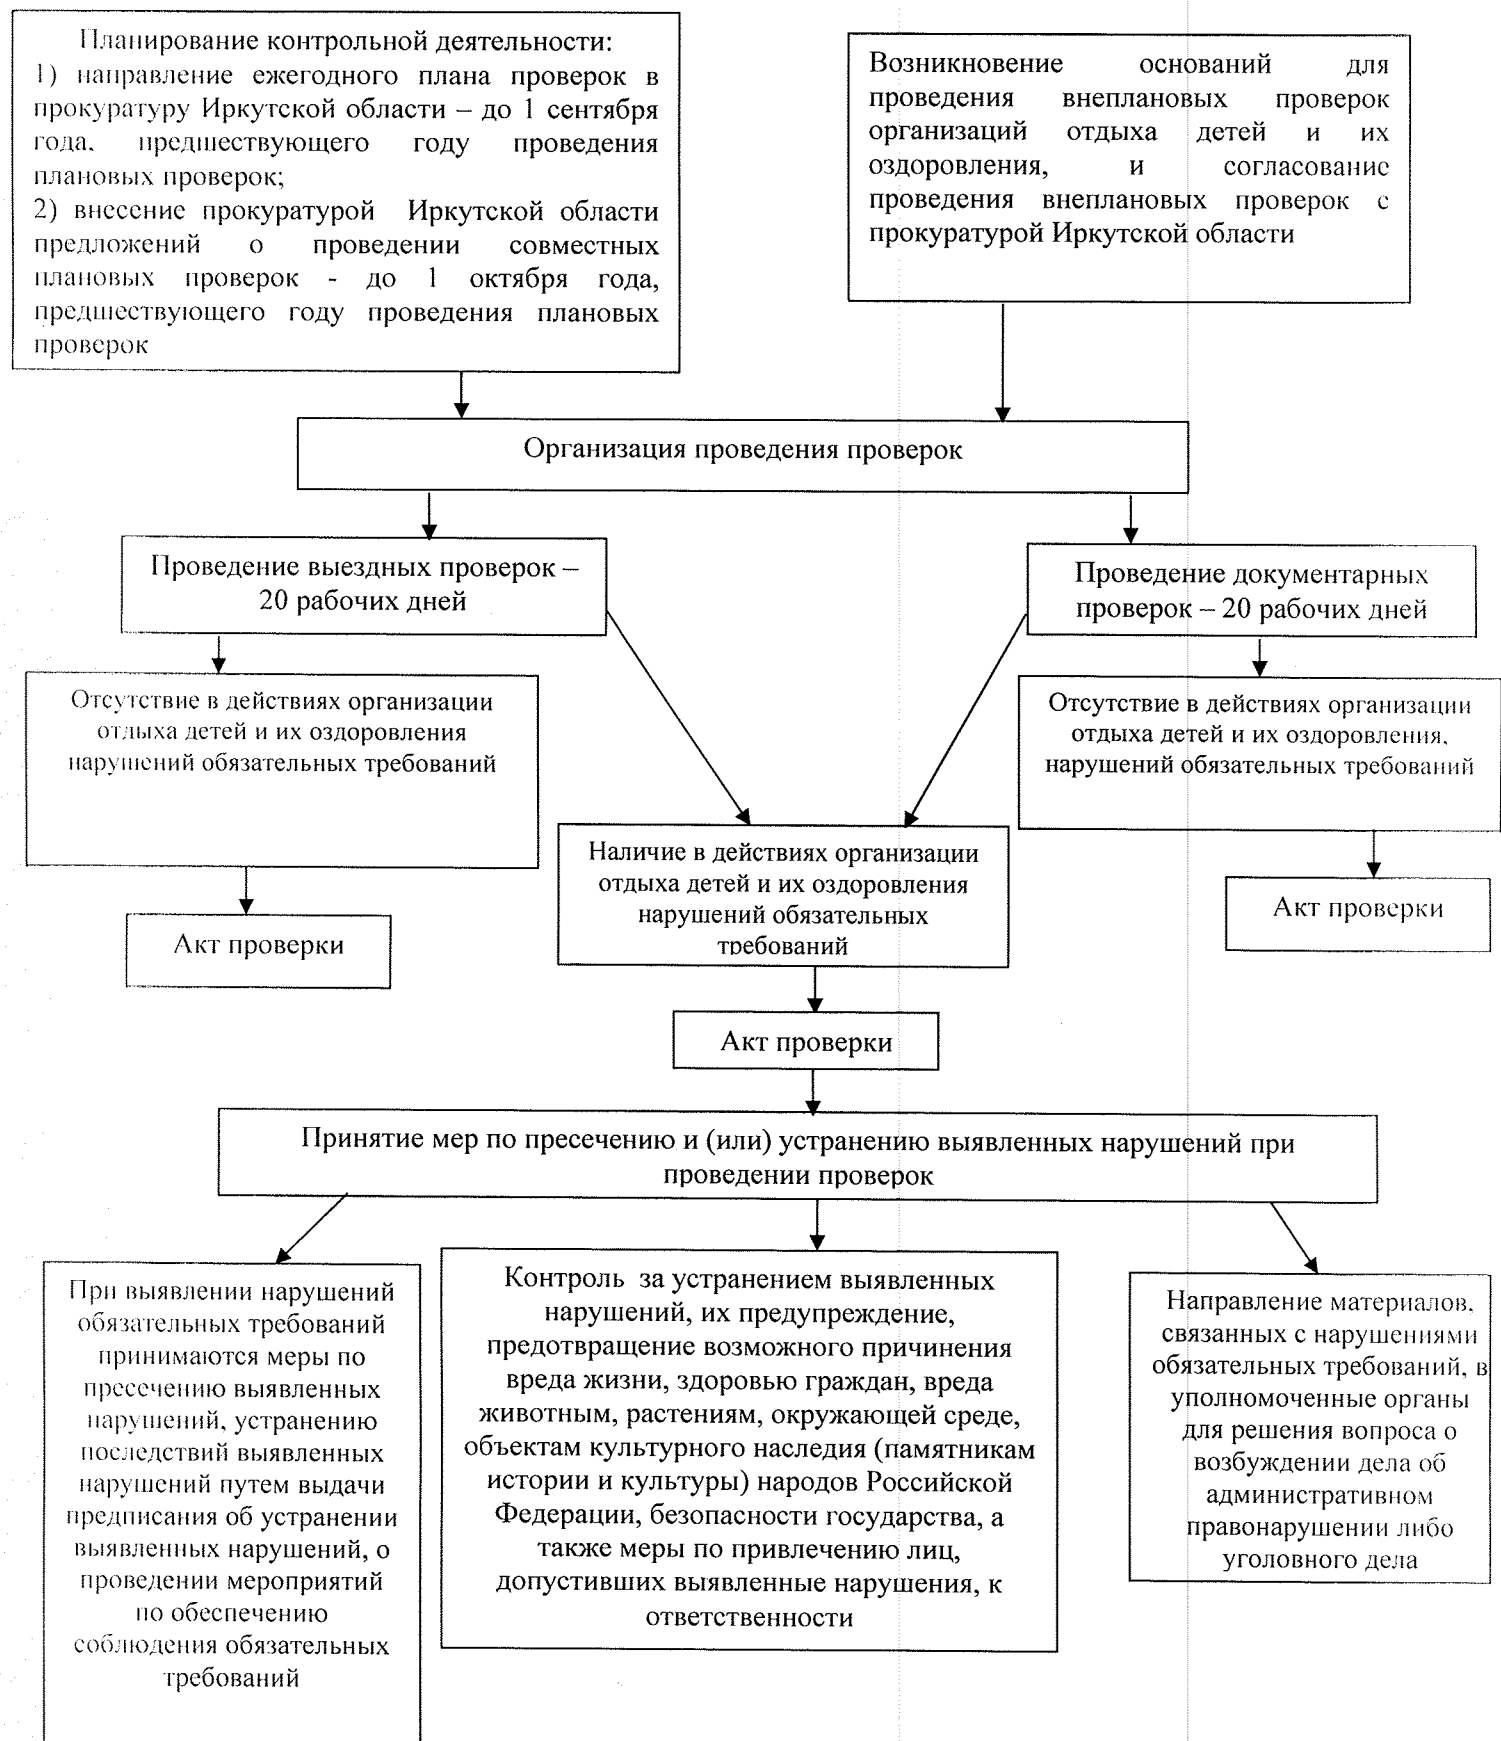 Планирование контрольной деятельности:
1) направление ежегодного плана проверок в
прокуратуру Иркутской области – до 1 сентября
года, предшествующего году проведения
плановых проверок;
2) внесение прокуратурой Иркутской области
предложений о проведении совместных
плановых проверок - до 1 октября года,
предшествующего году проведения плановых
проверок
Возникновение оснований для
проведения внеплановых проверок
организаций отдыха детей и их
оздоровления, и согласование
проведения внеплановых проверок с
прокуратурой Иркутской области
Организация проведения проверок
Проведение выездных проверок –
20 рабочих дней
Проведение документарных
проверок – 20 рабочих дней
Отсутствие в действиях организации
отдыха детей и их оздоровления
нарушений обязательных требований
Отсутствие в действиях организации
отдыха детей и их оздоровления,
нарушений обязательных требований
Наличие в действиях организации
отдыха детей и их оздоровления
нарушений обязательных
требований
Акт проверки
Акт проверки
Акт проверки
Принятие мер по пресечению и (или) устранению выявленных нарушений при
проведении проверок
При выявлении нарушений
обязательных требований
принимаются меры по
пресечению выявленных
нарушений, устранению
последствий выявленных
нарушений путем выдачи
предписания об устранении
выявленных нарушений, о
проведении мероприятий
по обеспечению
соблюдения обязательных
требований
Контроль за устранением выявленных
нарушений, их предупреждение,
предотвращение возможного причинения
вреда жизни, здоровью граждан, вреда
животным, растениям, окружающей среде,
объектам культурного наследия (памятникам
истории и культуры) народов Российской
Федерации, безопасности государства, а
также меры по привлечению лиц,
допустивших выявленные нарушения, к
ответственности
Направление материалов,
связанных с нарушениями
обязательных требований, в
уполномоченные органы
для решения вопроса о
возбуждении дела об
административном
правонарушении либо
уголовного дела